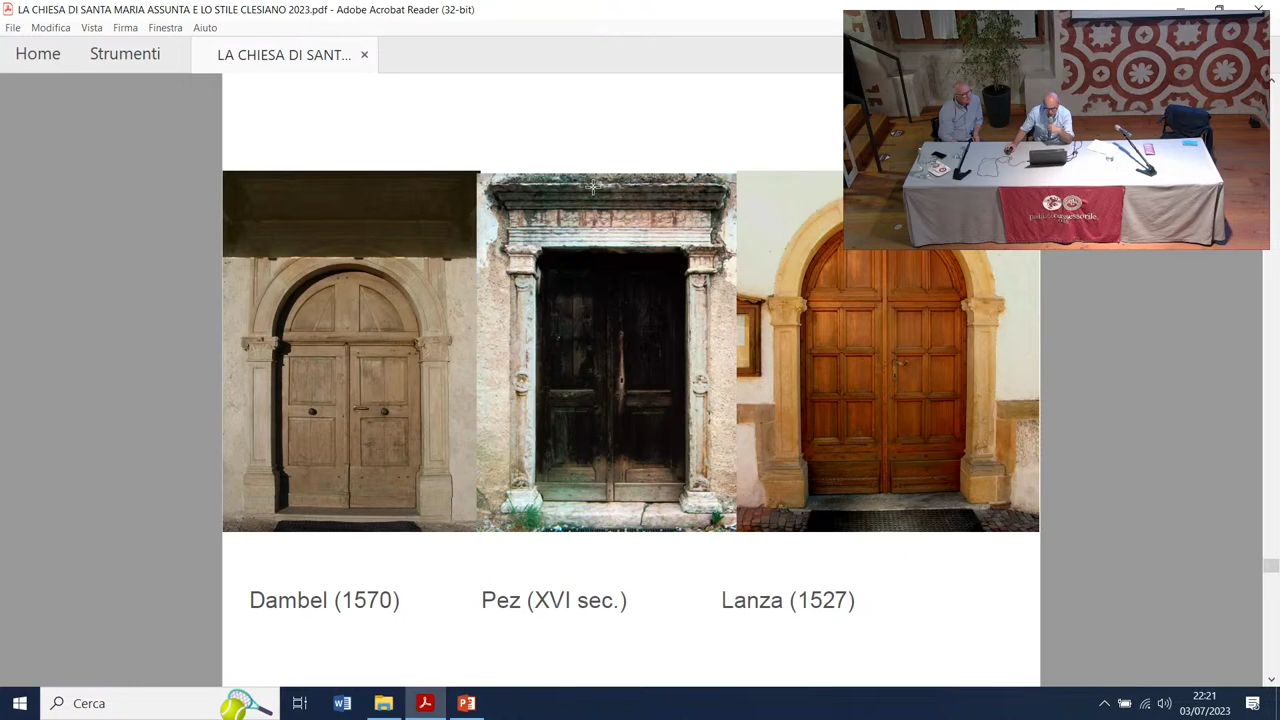 LA CHIESA DI SANTA MARIA ASSUNTA E LO STILE CLESIANO 2023.pdf - Adobe Acrobat Reader (32-bit)
File Modifica Vista Firma Finestra Aiuto
Home Strumenti LA CHIESA DI SANT...
Dambel (1570) Pez (XVI sec.) Lanza (1527)
Cerca
22:21
03/07/2023